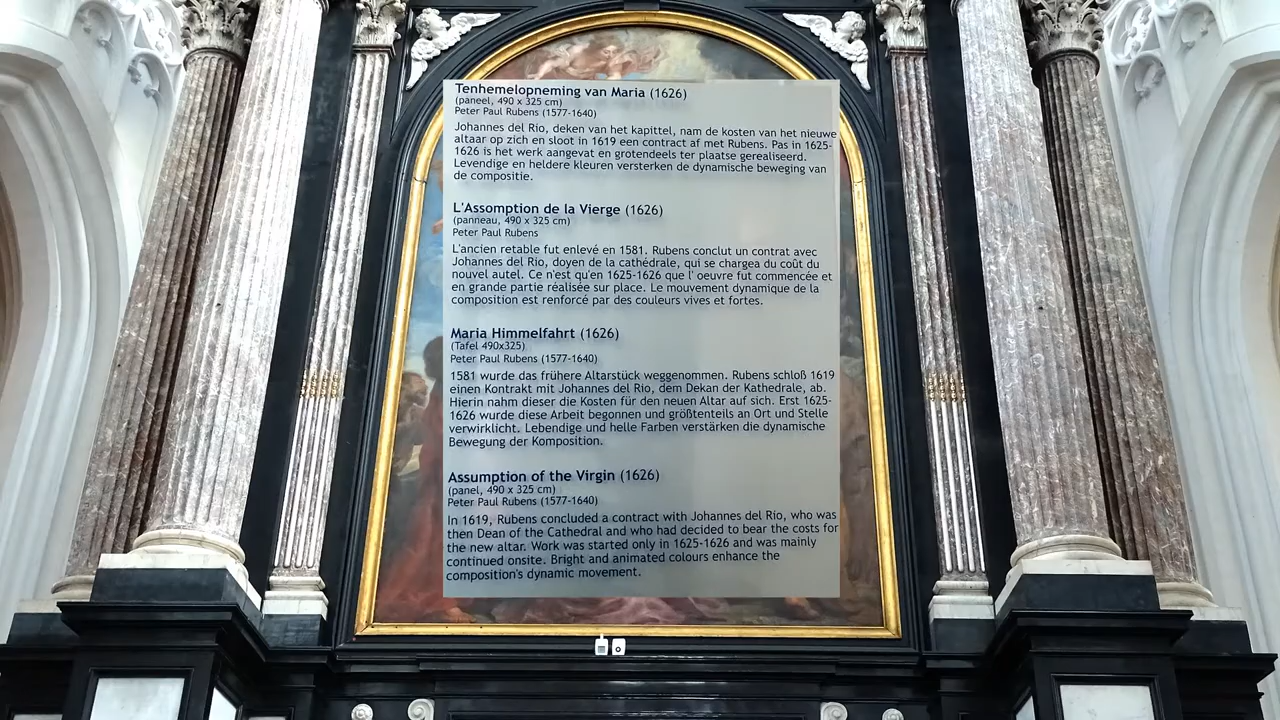 Tenhemelopneming van Maria (1626)
(paneel, 490 x 325 cm)
Peter Paul Rubens (1577-1640)
Johannes del Rio, deken van het kapittel, nam de kosten van het nieuwe
altaar op zich en sloot in 1619 een contract af met Rubens. Pas in 1625-
1626 is het werk aangevat en grotendeels ter plaatse gerealiseerd.
Levendige en heldere kleuren versterken de dynamische beweging van
de compositie.
L'Assomption de la Vierge (1626)
(panneau, 490 x 325 cm)
Peter Paul Rubens
L'ancien retable fut enlevé en 1581. Rubens conclut un contrat avec
Johannes del Rio, doyen de la cathédrale, qui se chargea du coût du
nouvel autel. Ce n'est qu'en 1625-1626 que l' oeuvre fut commencée et
en grande partie réalisée sur place. Le mouvement dynamique de la
composition est renforcé par des couleurs vives et fortes.
Maria Himmelfahrt (1626)
(Tafel 490x325)
Peter Paul Rubens (1577-1640)
1581 wurde das frühere Altarstück weggenommen. Rubens schloß 1619
einen Kontrakt mit Johannes del Rio, dem Dekan der Kathedrale, ab.
Hierin nahm dieser die Kosten für den neuen Altar auf sich. Erst 1625-
1626 wurde diese Arbeit begonnen und größtenteils an Ort und Stelle
verwirklicht. Lebendige und helle Farben verstärken die dynamische
Bewegung der Komposition.
Assumption of the Virgin (1626)
(panel, 490 x 325 cm)
Peter Paul Rubens (1577-1640)
In 1619, Rubens concluded a contract with Johannes del Rio, who was
then Dean of the Cathedral and who had decided to bear the costs for
the new altar. Work was started only in 1625-1626 and was mainly
continued onsite. Bright and animated colours enhance the
composition's dynamic movement.